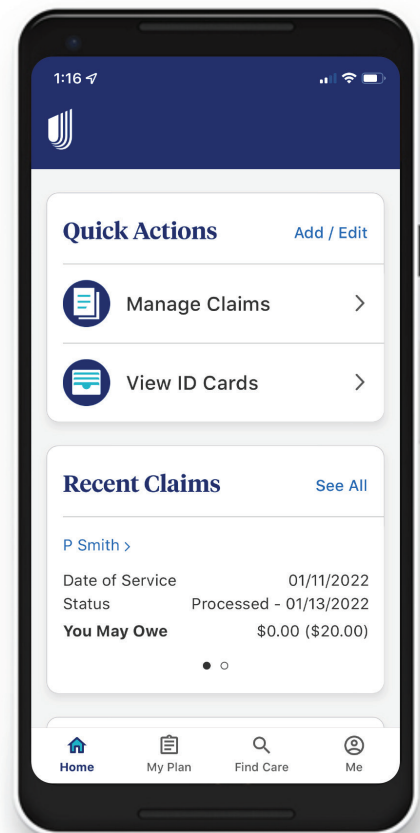 1:16
Quick Actions Add / Edit
Manage Claims
View ID Cards
Recent Claims See All
P Smith >
Date of Service 01/11/2022
Status Processed - 01/13/2022
You May Owe $0.00 ($20.00)
Home My Plan Find Care Me